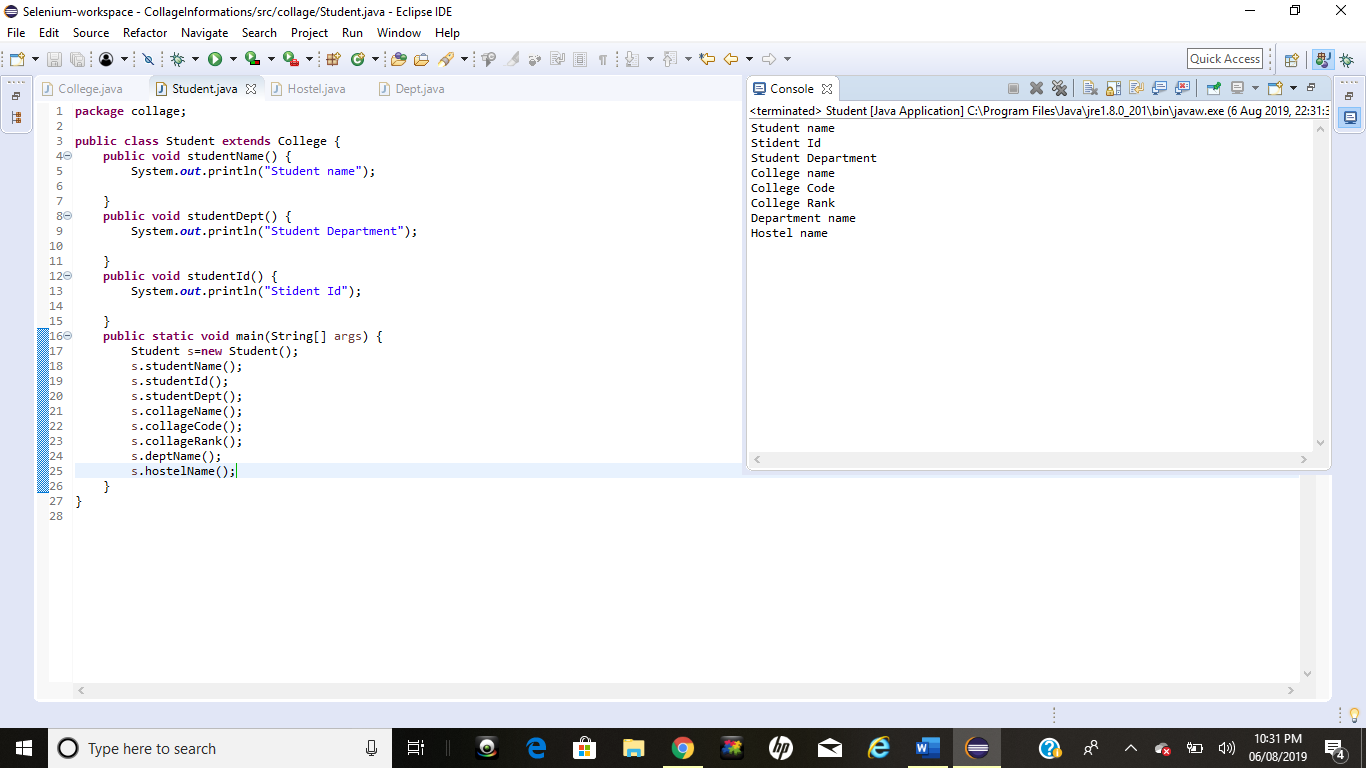 Selenium-workspace - CollageInformations/src/collage/Student.java - Eclipse IDE
File Edit Source Refactor Navigate Search Project Run Window Help
Quick Access
College.java Student.java Hostel.java Dept.java
1 package collage;
2
3 public class Student extends College {
4 public void studentName() {
5 System.out.println("Student name");
6
7 }
8 public void studentDept() {
9 System.out.println("Student Department");
10
11 }
12 public void studentId() {
13 System.out.println("Stident Id");
14
15 }
16 public static void main(String[] args) {
17 Student s=new Student();
18 s.studentName();
19 s.studentId();
20 s.studentDept();
21 s.collageName();
22 s.collageCode();
23 s.collageRank();
24 s.deptName();
25 s.hostelName();
26 }
27 }
28
Console
<terminated> Student [Java Application] C:\Program Files\Java\jre1.8.0_201\bin\javaw.exe (6 Aug 2019, 22:31:3
Student name
Stident Id
Student Department
College name
College Code
College Rank
Department name
Hostel name
Type here to search
10:31 PM
06/08/2019
4